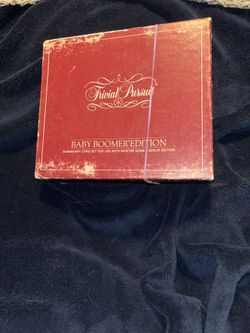 Trivial Pursuit
BABY BOOMER EDITION
SUBSIDIARY CARD SET FOR USE WITH MASTER GAME - GENUS EDITION